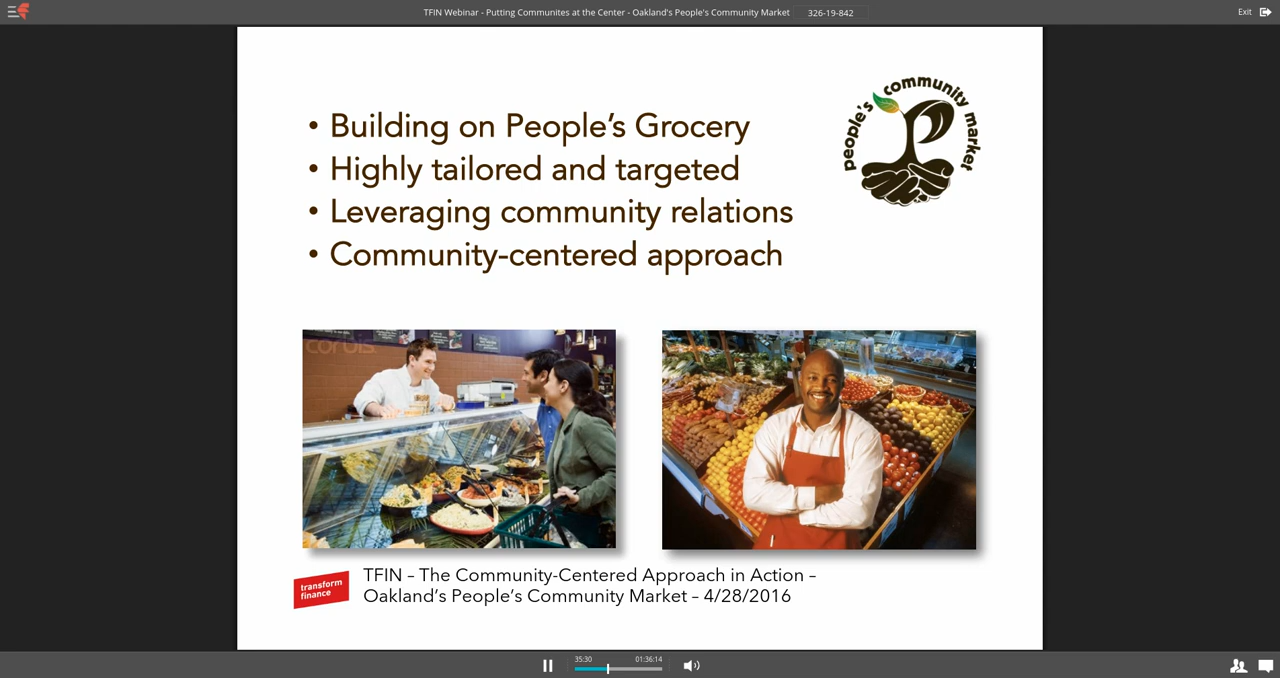 TFIN Webinar - Putting Communites at the Center - Oakland's People's Community Market 326-19-842
Exit
people's community market
• Building on People's Grocery
• Highly tailored and targeted
• Leveraging community relations
• Community-centered approach
corbis
transform
finance
TFIN – The Community-Centered Approach in Action –
Oakland's People's Community Market – 4/28/2016
35:30
01:36:14